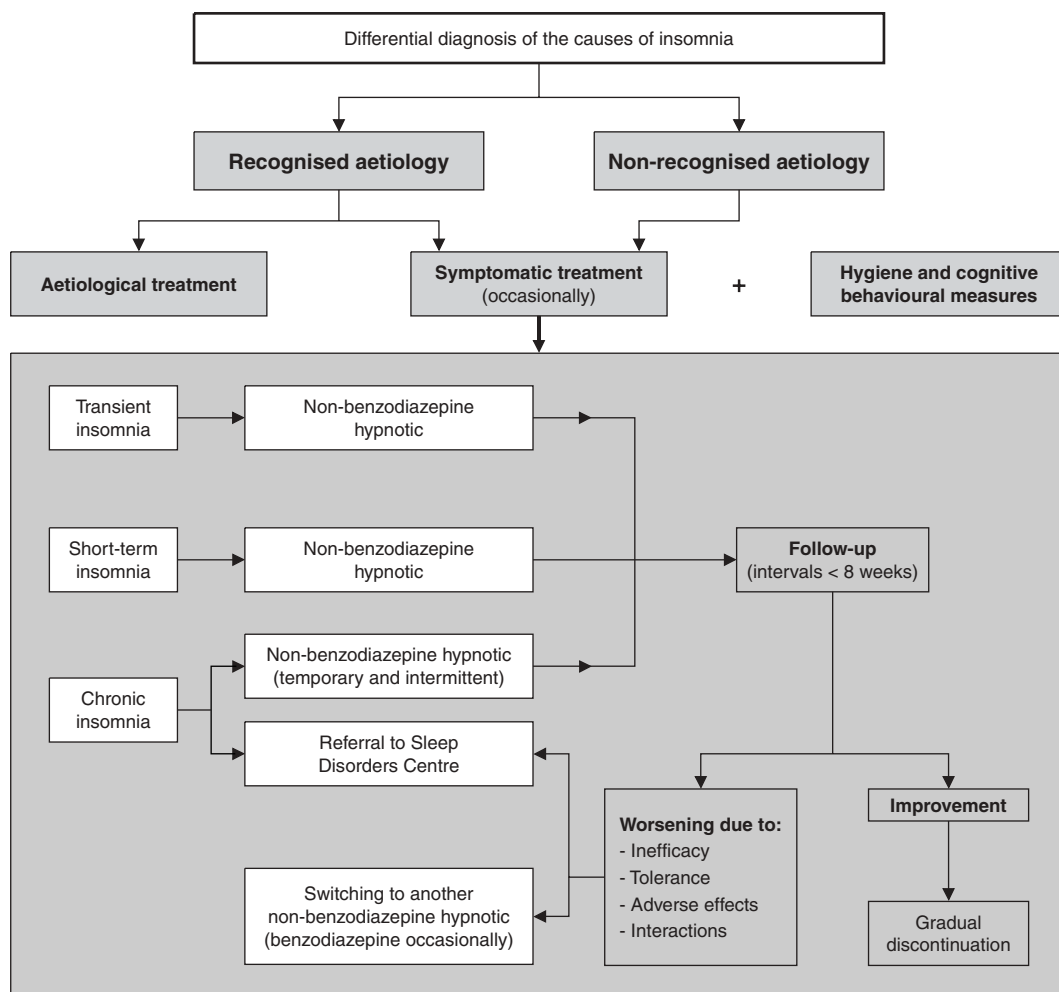 Differential diagnosis of the causes of insomnia
Recognised aetiology
Non-recognised aetiology
Aetiological treatment
Symptomatic treatment
(occasionally)
+
Hygiene and cognitive
behavioural measures
Transient
insomnia
Non-benzodiazepine
hypnotic
Short-term
insomnia
Non-benzodiazepine
hypnotic
Follow-up
(intervals < 8 weeks)
Chronic
insomnia
Non-benzodiazepine hypnotic
(temporary and intermittent)
Referral to Sleep
Disorders Centre
Switching to another
non-benzodiazepine hypnotic
(benzodiazepine occasionally)
Worsening due to:
- Inefficacy
- Tolerance
- Adverse effects
- Interactions
Improvement
Gradual
discontinuation